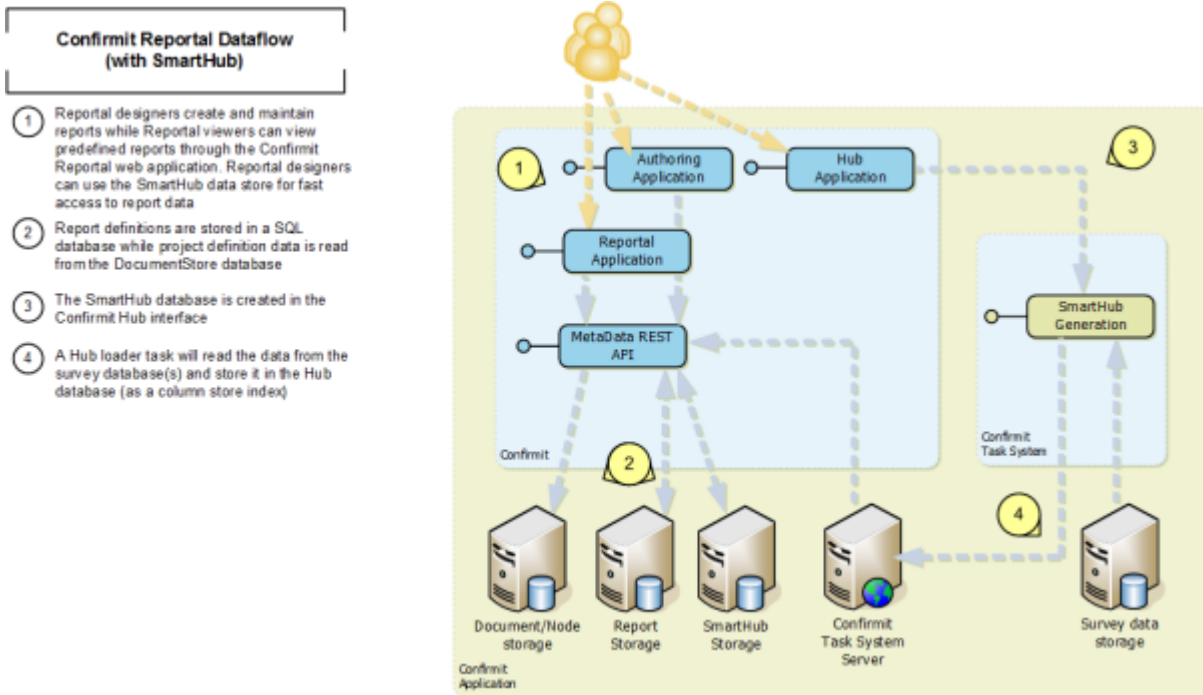 Confirmit Reportal Dataflow
(with SmartHub)
1
Reportal designers create and maintain
reports while Reportal viewers can view
predefined reports through the Confirmit
Reportal web application. Reportal designers
can use the SmartHub data store for fast
access to report data
2
Report definitions are stored in a SQL
database while project definition data is read
from the DocumentStore database
3
The SmartHub database is created in the
Confirmit Hub interface
4
A Hub loader task will read the data from the
survey database(s) and store it in the Hub
database (as a column store index)
1
Authoring
Application
Hub
Application
3
Reportal
Application
SmartHub
Generation
MetaData REST
API
Confirmit
Confirmit
Task System
2
4
Document/Node
storage
Report
Storage
SmartHub
Storage
Confirmit
Task System
Server
Survey data
storage
Confirmit
Application